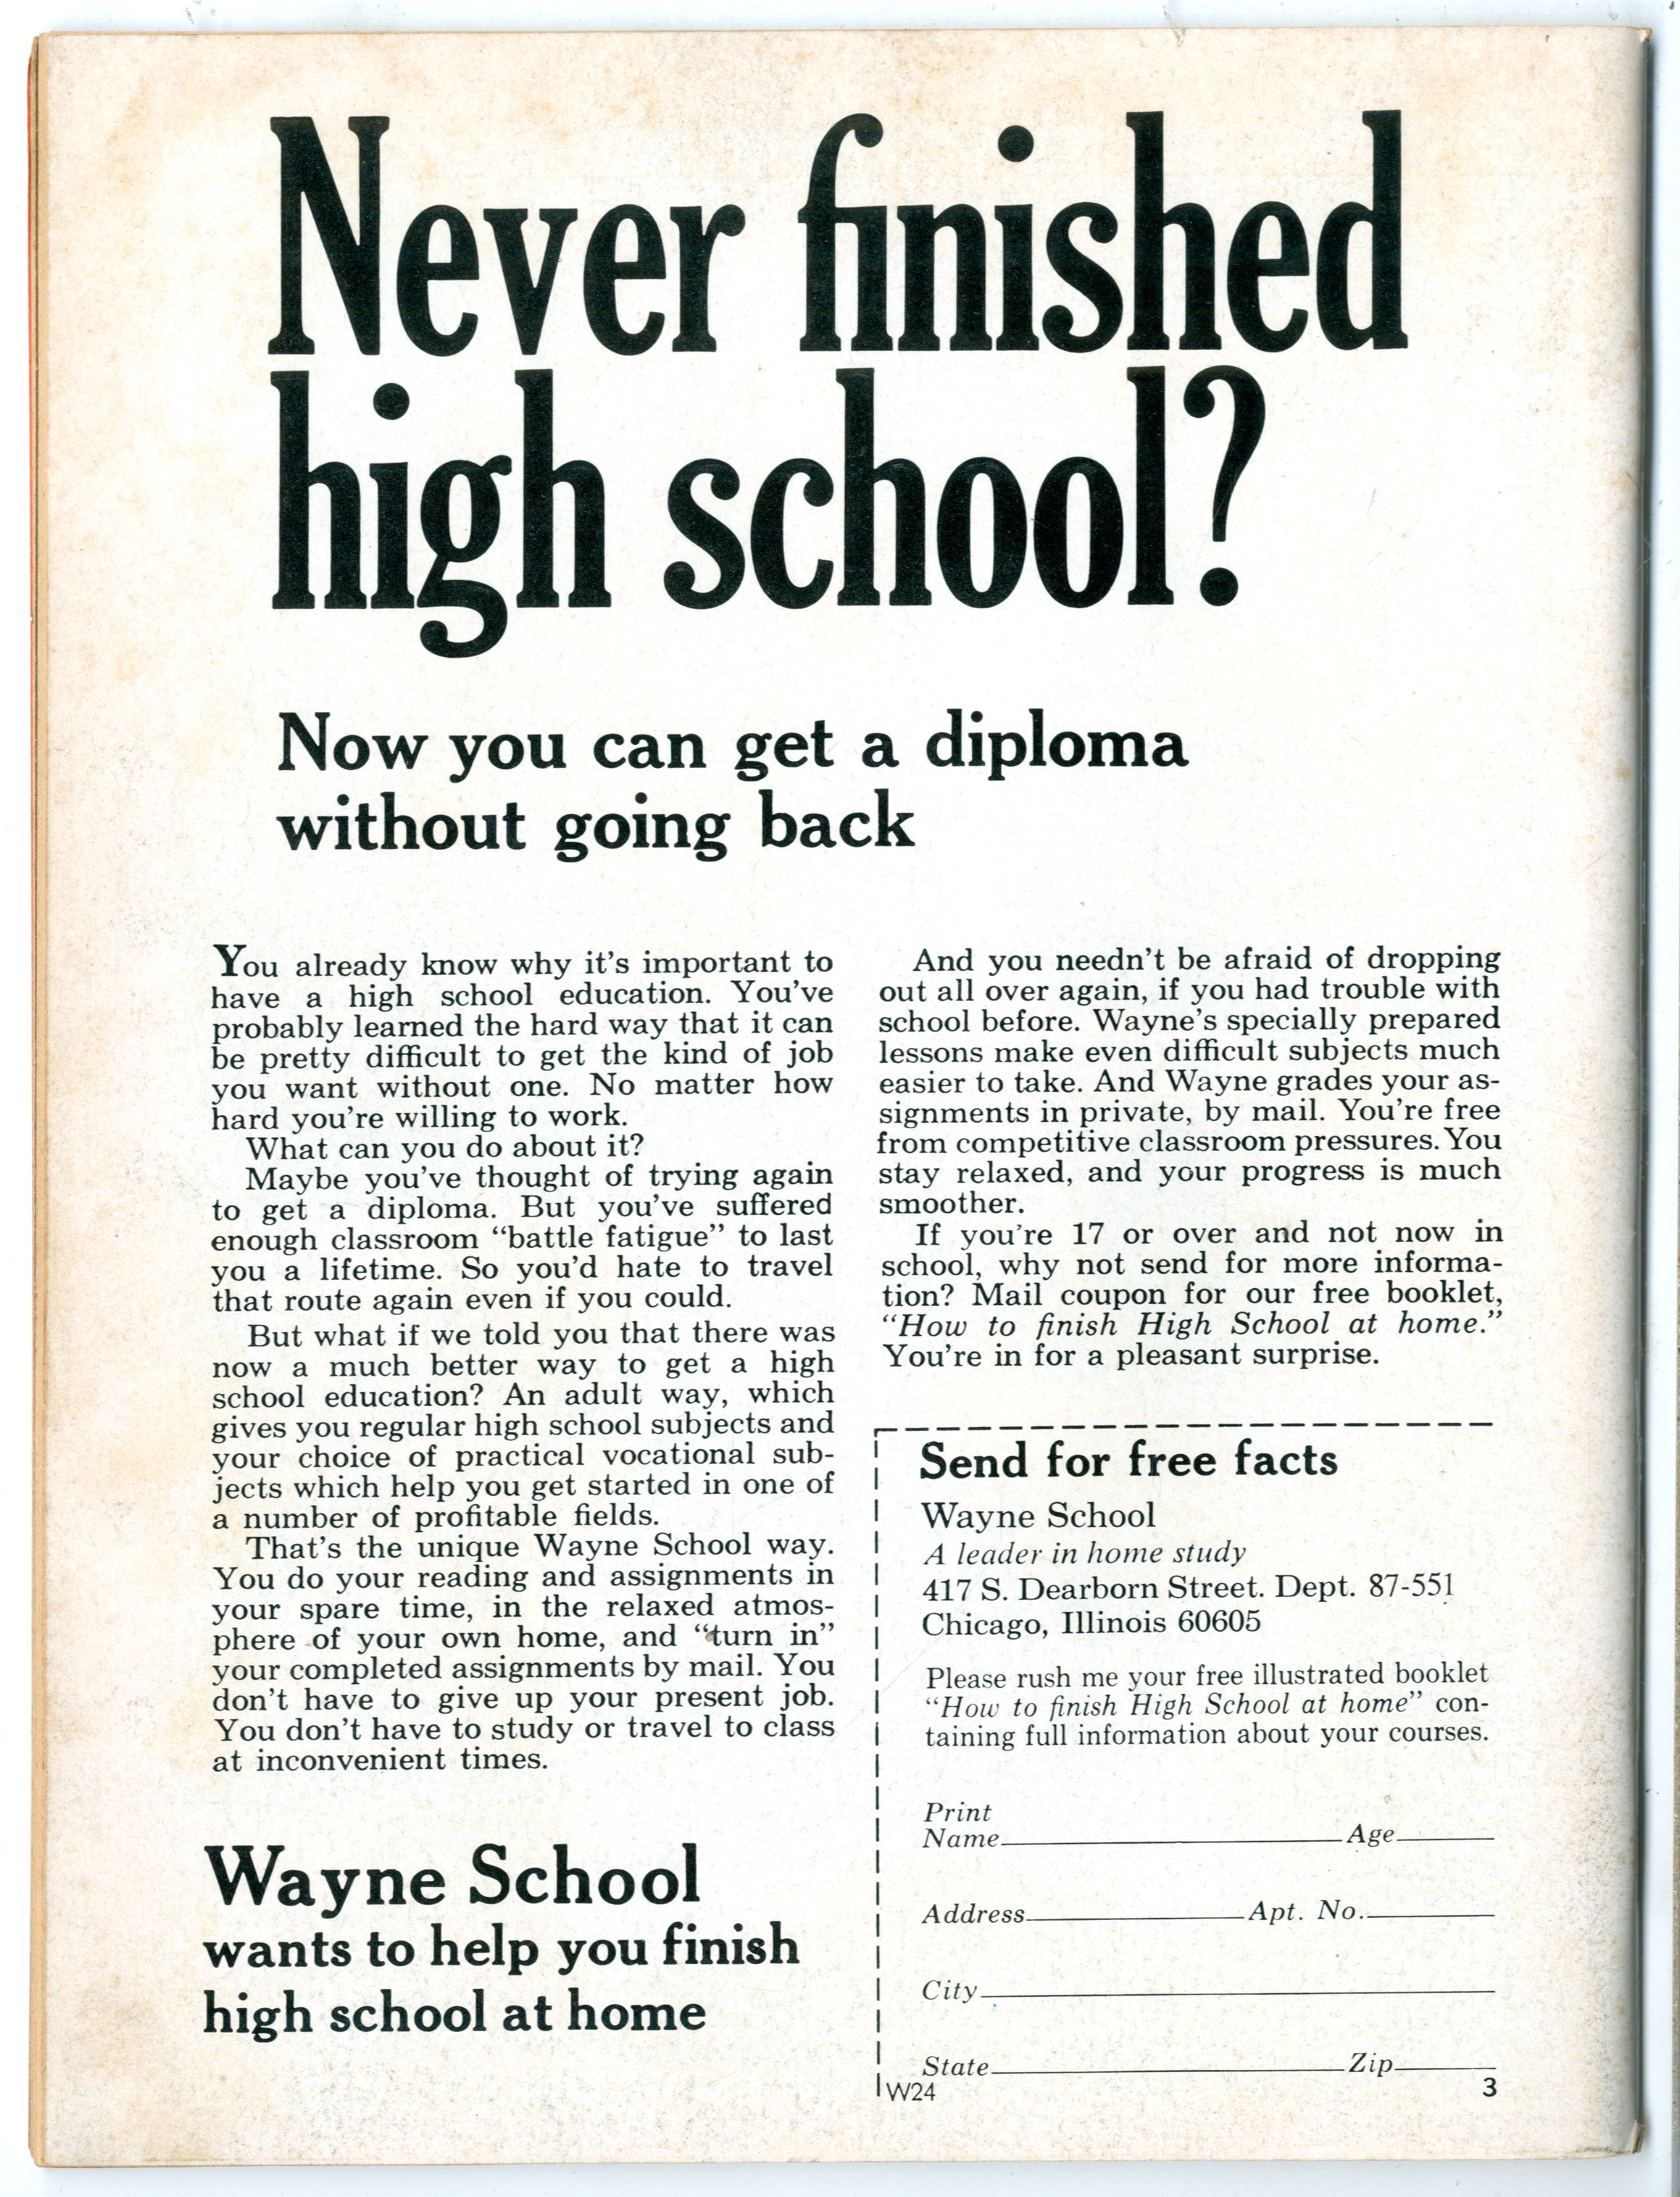 Never finished
high school?
Now you can get a diploma
without going back
You already know why it's important to
have a high school education. You've
probably learned the hard way that it can
be pretty difficult to get the kind of job
you want without one. No matter how
hard you're willing to work.
What can you do about it?
Maybe you've thought of trying again
to get a diploma. But you've suffered
enough classroom “battle fatigue” to last
you a lifetime. So you'd hate to travel
that route again even if you could.
But what if we told you that there was
now a much better way to get a high
school education? An adult way, which
gives you regular high school subjects and
your choice of practical vocational sub-
jects which help you get started in one of
a number of profitable fields.
That's the unique Wayne School way.
You do your reading and assignments in
your spare time, in the relaxed atmos-
phere of your own home, and “turn in”
your completed assignments by mail. You
don't have to give up your present job.
You don't have to study or travel to class
at inconvenient times.
Wayne School
wants to help you finish
high school at home
And you needn't be afraid of dropping
out all over again, if you had trouble with
school before. Wayne's specially prepared
lessons make even difficult subjects much
easier to take. And Wayne grades your as-
signments in private, by mail. You're free
from competitive classroom pressures. You
stay relaxed, and your progress is much
smoother.
If you're 17 or over and not now in
school, why not send for more informa-
tion? Mail coupon for our free booklet,
“How to finish High School at home.”
You're in for a pleasant surprise.
Send for free facts
Wayne School
A leader in home study
417 S. Dearborn Street. Dept. 87-551
Chicago, Illinois 60605
Please rush me your free illustrated booklet
“How to finish High School at home” con-
taining full information about your courses.
Print
Name Age
Address Apt. No.
City
State Zip
W24 3